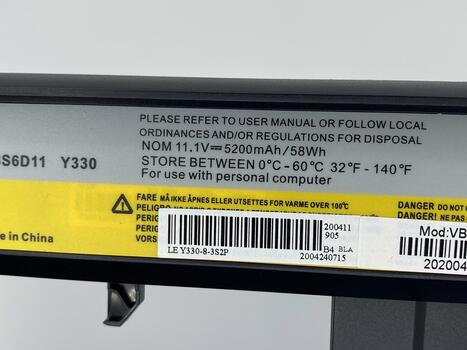 PLEASE REFER TO USER MANUAL OR FOLLOW LOCAL
ORDINANCES AND/OR REGULATIONS FOR DISPOSAL
NOM 11.1V⎓5200mAh/58Wh
S6D11 Y330
STORE BETWEEN 0°C-60°C 32°F-140°F
For use with personal computer
FARE MÅ IKKE ÅPNES ELLER UTSETTES FOR VARME OVER 100°C
PELIGRO
in China
DANGER DO NO
200411
905
LE Y330-8-3S2P
B4 BLA
2004240715
Mod:VB
202004